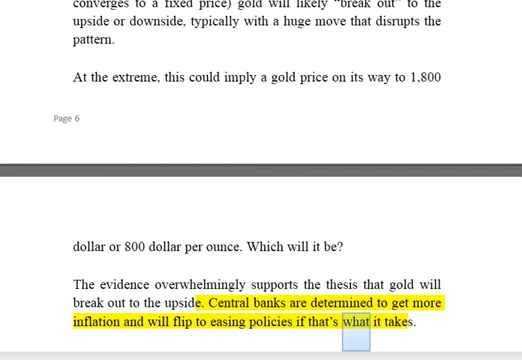 converges to a fixed price) gold will likely "break out" to the
upside or downside, typically with a huge move that disrupts the
pattern.
At the extreme, this could imply a gold price on its way to 1,800
Page 6
dollar or 800 dollar per ounce. Which will it be?
The evidence overwhelmingly supports the thesis that gold will
break out to the upside. Central banks are determined to get more
inflation and will flip to easing policies if that's what it takes.